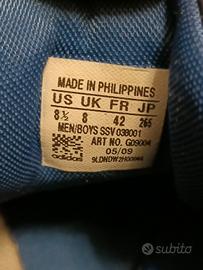 MADE IN PHILIPPINES
US UK FR JP
8½ 8 42 265
MEN/BOYS SSV 038001
ART NO. G09004
05/09
adidas
subito